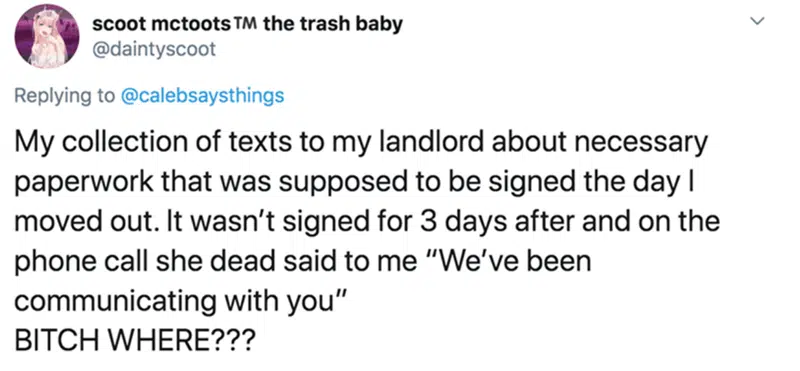 scoot mctoots™ the trash baby
@daintyscoot
Replying to @calebsaysthings
My collection of texts to my landlord about necessary
paperwork that was supposed to be signed the day I
moved out. It wasn't signed for 3 days after and on the
phone call she dead said to me "We've been
communicating with you"
BITCH WHERE???